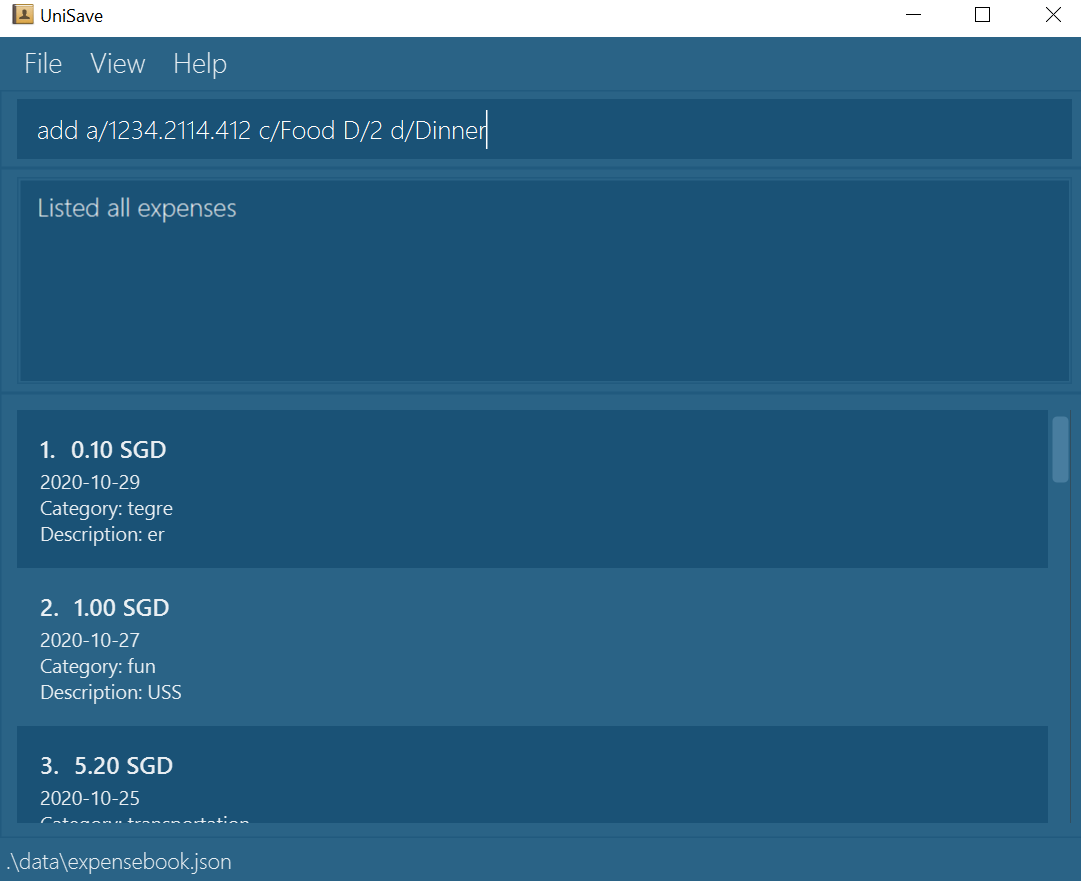 UniSave
File View Help
add a/1234.2114.412 c/Food D/2 d/Dinner
Listed all expenses
1. 0.10 SGD
2020-10-29
Category: tegre
Description: er
2. 1.00 SGD
2020-10-27
Category: fun
Description: USS
3. 5.20 SGD
2020-10-25
Category: transportation
.\data\expensebook.json